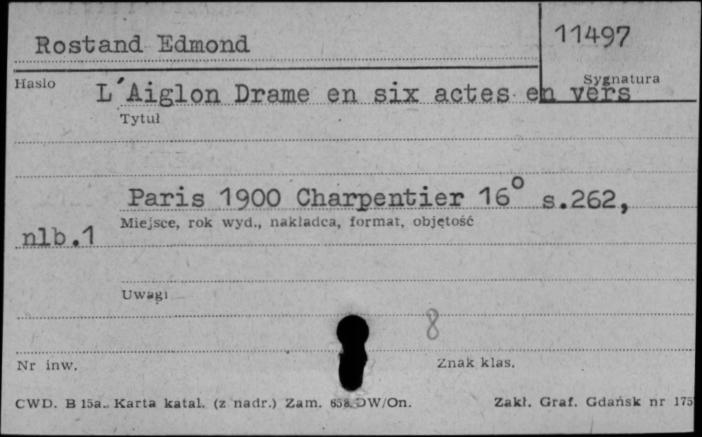 Rostand Edmond 11497
Hasło Sygnatura
L'Aiglon Drame en six actes en vers
Tytuł
Paris 1900 Charpentier 16° s.262,
Miejsce, rok wyd., nakładca, format, objętość
nlb.1
Uwagi
8
Nr inw. Znak klas.
CWD. B 15a. Karta katal. (z nadr.) Zam. 658. DW/On. Zakł. Graf. Gdańsk nr 175